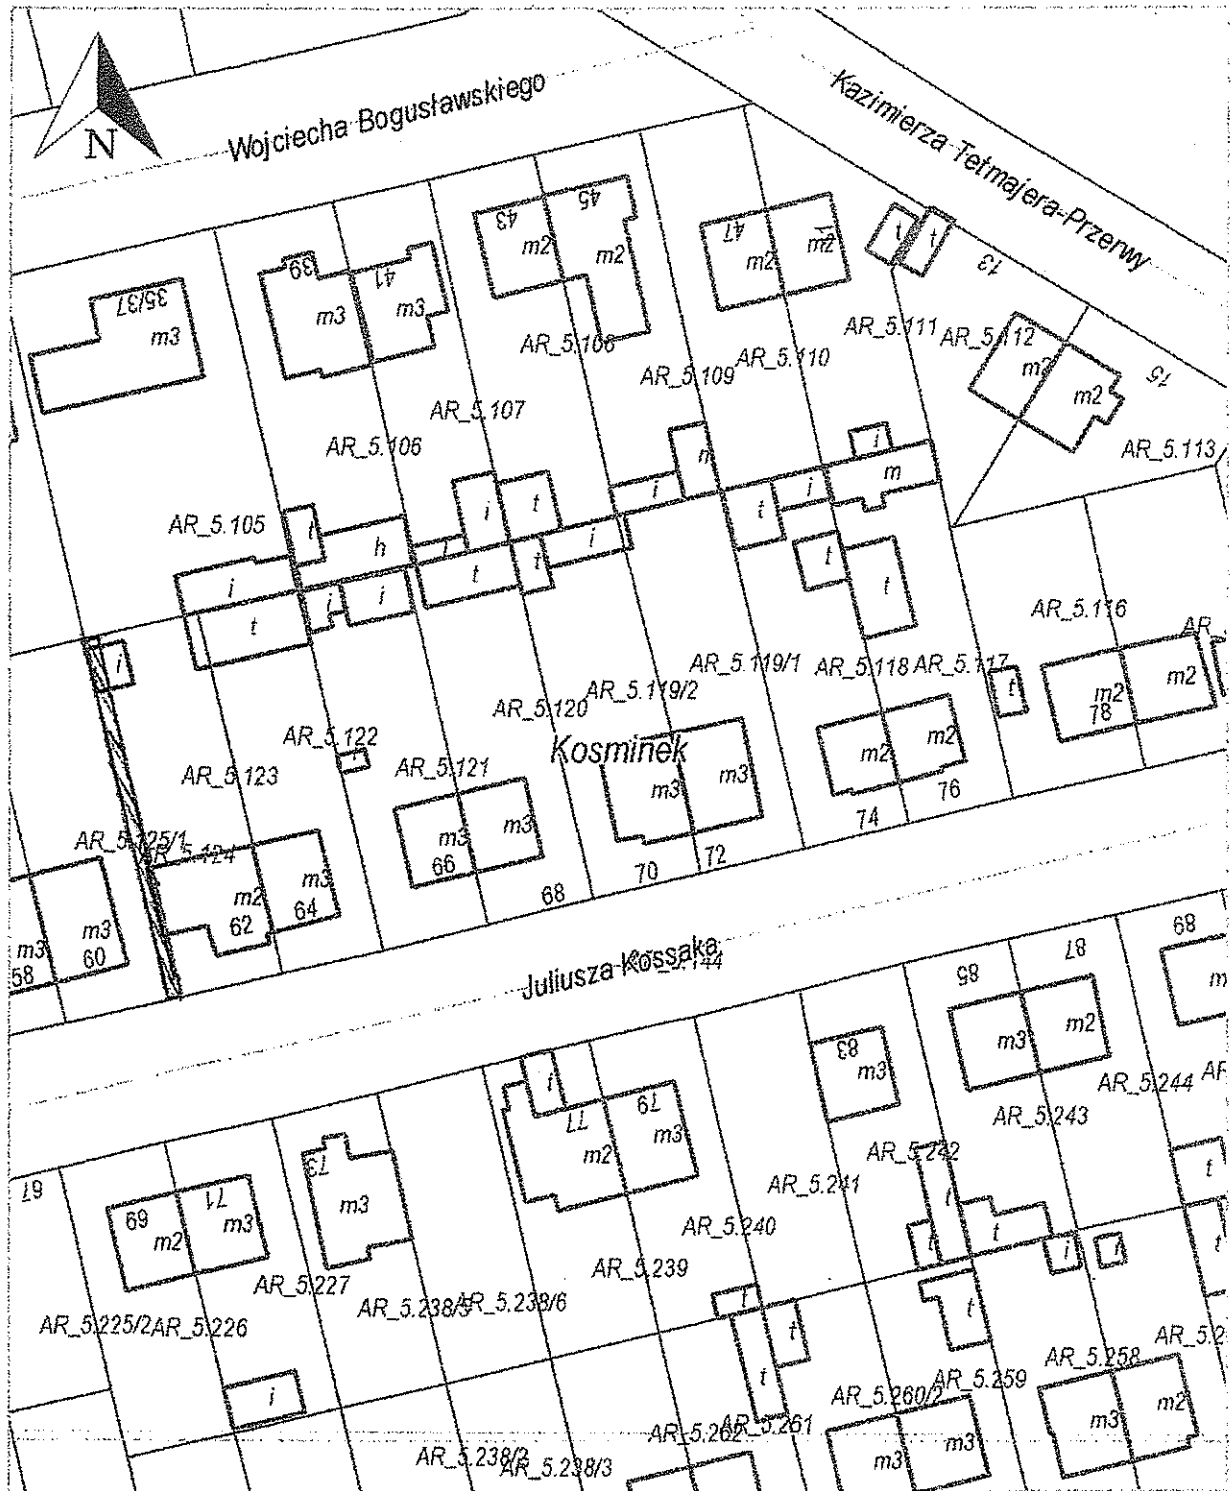 N
Wojciecha Bogusławskiego
Kazimierza Tetmajera-Przerwy
35/37
m3
39
m3
41
m3
43
m2
45
m2
47
m2
m2
t
t
13
m2
15
m2
AR_5.105
AR_5.106
AR_5.107
AR_5.108
AR_5.109
AR_5.110
AR_5.111
AR_5.112
AR_5.113
i
t
t
h
i
i
i
i
t
t
t
i
i
t
i
i
m
t
t
i
AR_5.116
AR_5.117
AR_5.118
AR_5.119/1
AR_5.119/2
AR_5.120
AR_5.121
AR_5.122
AR_5.123
AR_5.124
AR_5.125/1
Kosminek
m3
58
m3
60
m2
62
m3
64
m3
66
m3
68
m3
70
m3
72
m2
74
m2
76
t
m2
78
m2
Juliusza Kossaka
67
69
m2
71
m3
73
m3
i
77
m2
79
m3
83
m3
85
m3
87
m2
89
AR_5.225/2
AR_5.226
AR_5.227
AR_5.238/6
AR_5.239
AR_5.240
AR_5.241
AR_5.242
AR_5.243
AR_5.244
i
t
t
t
t
t
t
i
i
t
t
t
AR_5.238/3
AR_5.262
AR_5.261
AR_5.260/2
AR_5.259
AR_5.258
m3
m3
m3
m2